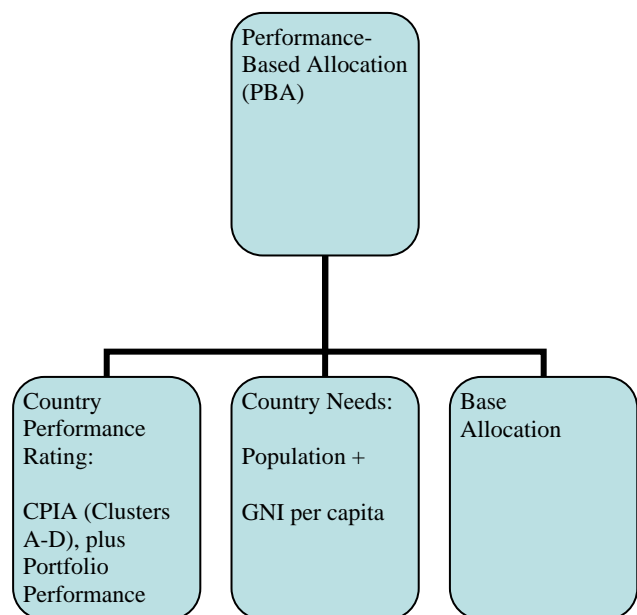 Performance-
Based Allocation
(PBA)
Country
Performance
Rating:
CPIA (Clusters
A-D), plus
Portfolio
Performance
Country Needs:
Population +
GNI per capita
Base
Allocation